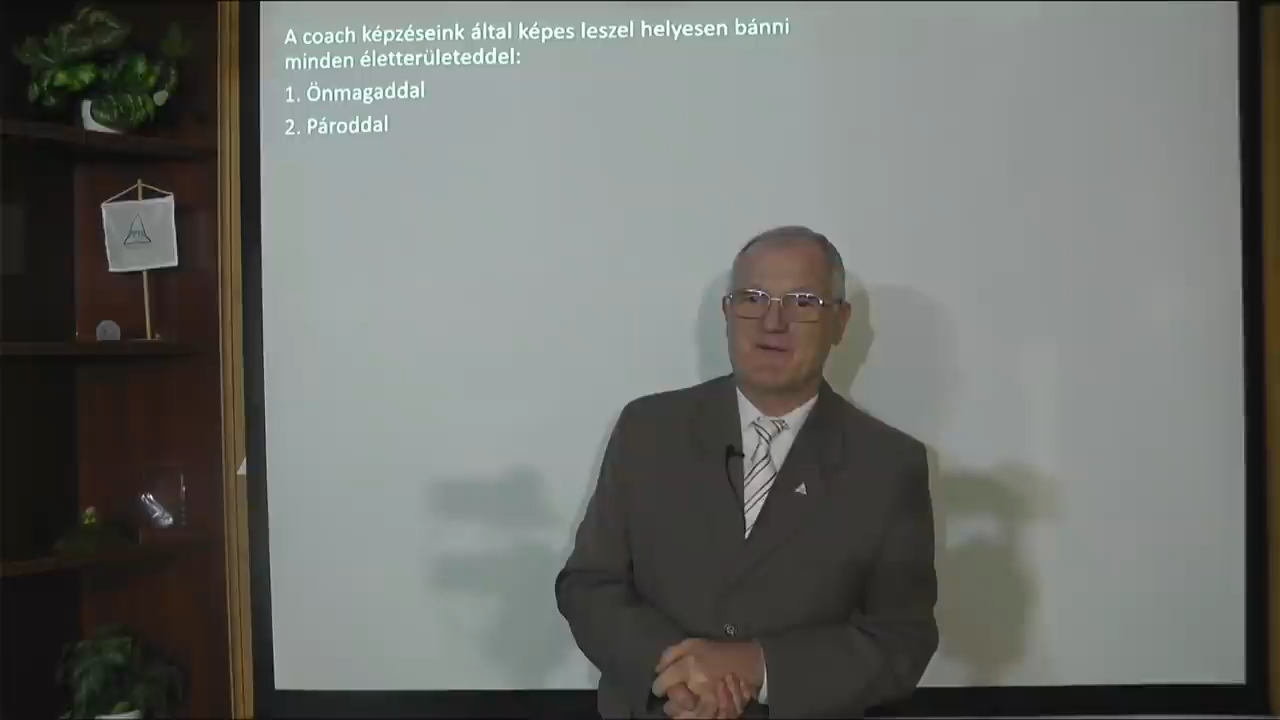 A coach képzéseink által képes leszel helyesen bánni
minden életterületeddel:
1. Önmagaddal
2. Pároddal